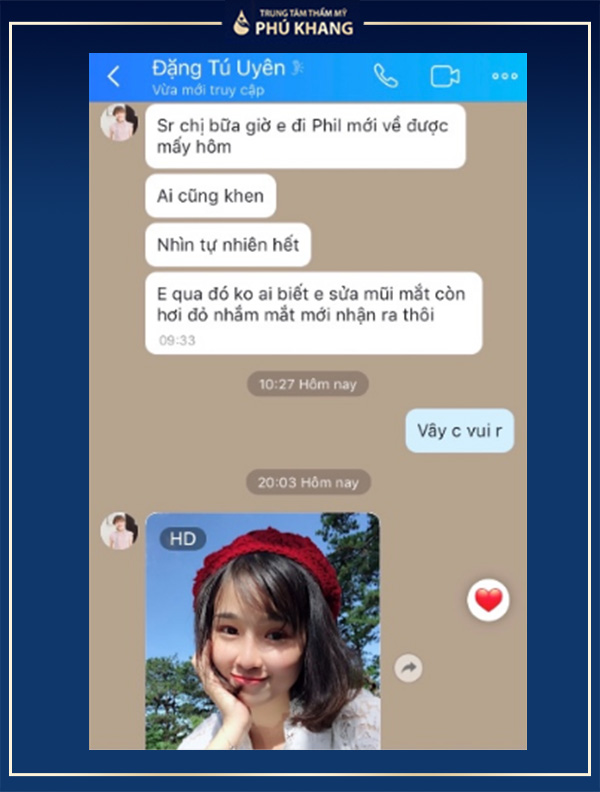 TRUNG TÂM THẨM MỸ
PHÚ KHANG
Đặng Tú Uyên
Vừa mới truy cập
Sr chị bữa giờ e đi Phil mới về được
mấy hôm
Ai cũng khen
Nhìn tự nhiên hết
E qua đó ko ai biết e sửa mũi mắt còn
hơi đỏ nhắm mắt mới nhận ra thôi
09:33
10:27 Hôm nay
Vây c vui r
20:03 Hôm nay
HD